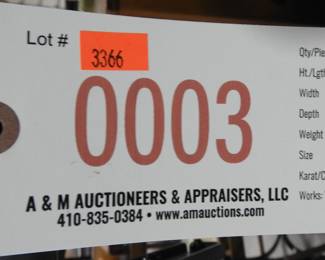 Lot # 3366
0003
A & M AUCTIONEERS & APPRAISERS, LLC
410-835-0384 • www.amauctions.com
Qty/Pie
Ht./Lgt
Width
Depth
Weight
Size
Karat/C
Works: